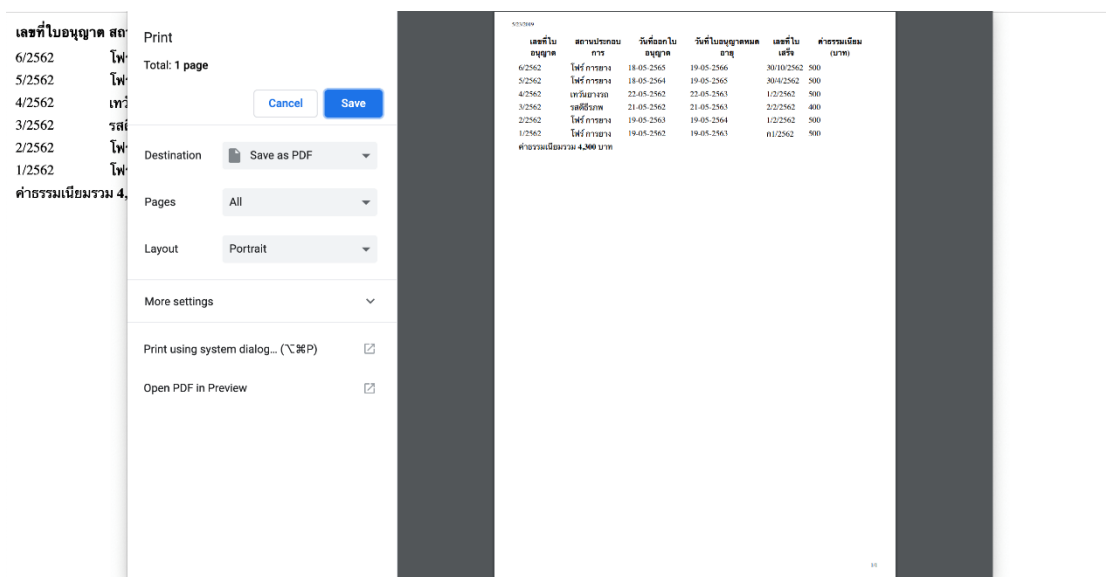 เลขที่ใบอนุญาต สถา
6/2562 โฟร์
5/2562 โฟร์
4/2562 เทวั
3/2562 รสดี
2/2562 โฟร์
1/2562 โฟร์
ค่าธรรมเนียมรวม 4,
Print
Total: 1 page
Cancel Save
Destination Save as PDF
Pages All
Layout Portrait
More settings
Print using system dialog... (⌥⌘P)
Open PDF in Preview
5/23/2019
เลขที่ใบ สถานประกอบ วันที่ออกใบ วันที่ใบอนุญาตหมด เลขที่ใบ ค่าธรรมเนียม
อนุญาต การ อนุญาต อายุ เสร็จ (บาท)
6/2562 โฟร์ การยาง 18-05-2565 19-05-2566 30/10/2562 500
5/2562 โฟร์ การยาง 18-05-2564 19-05-2565 30/4/2562 500
4/2562 เทวันยางรถ 22-05-2562 22-05-2563 1/2/2562 500
3/2562 รสดีธีรภพ 21-05-2562 21-05-2563 2/2/2562 400
2/2562 โฟร์ การยาง 19-05-2563 19-05-2564 1/2/2562 500
1/2562 โฟร์ การยาง 19-05-2562 19-05-2563 ก1/2562 500
ค่าธรรมเนียมรวม 4,300 บาท
1/1